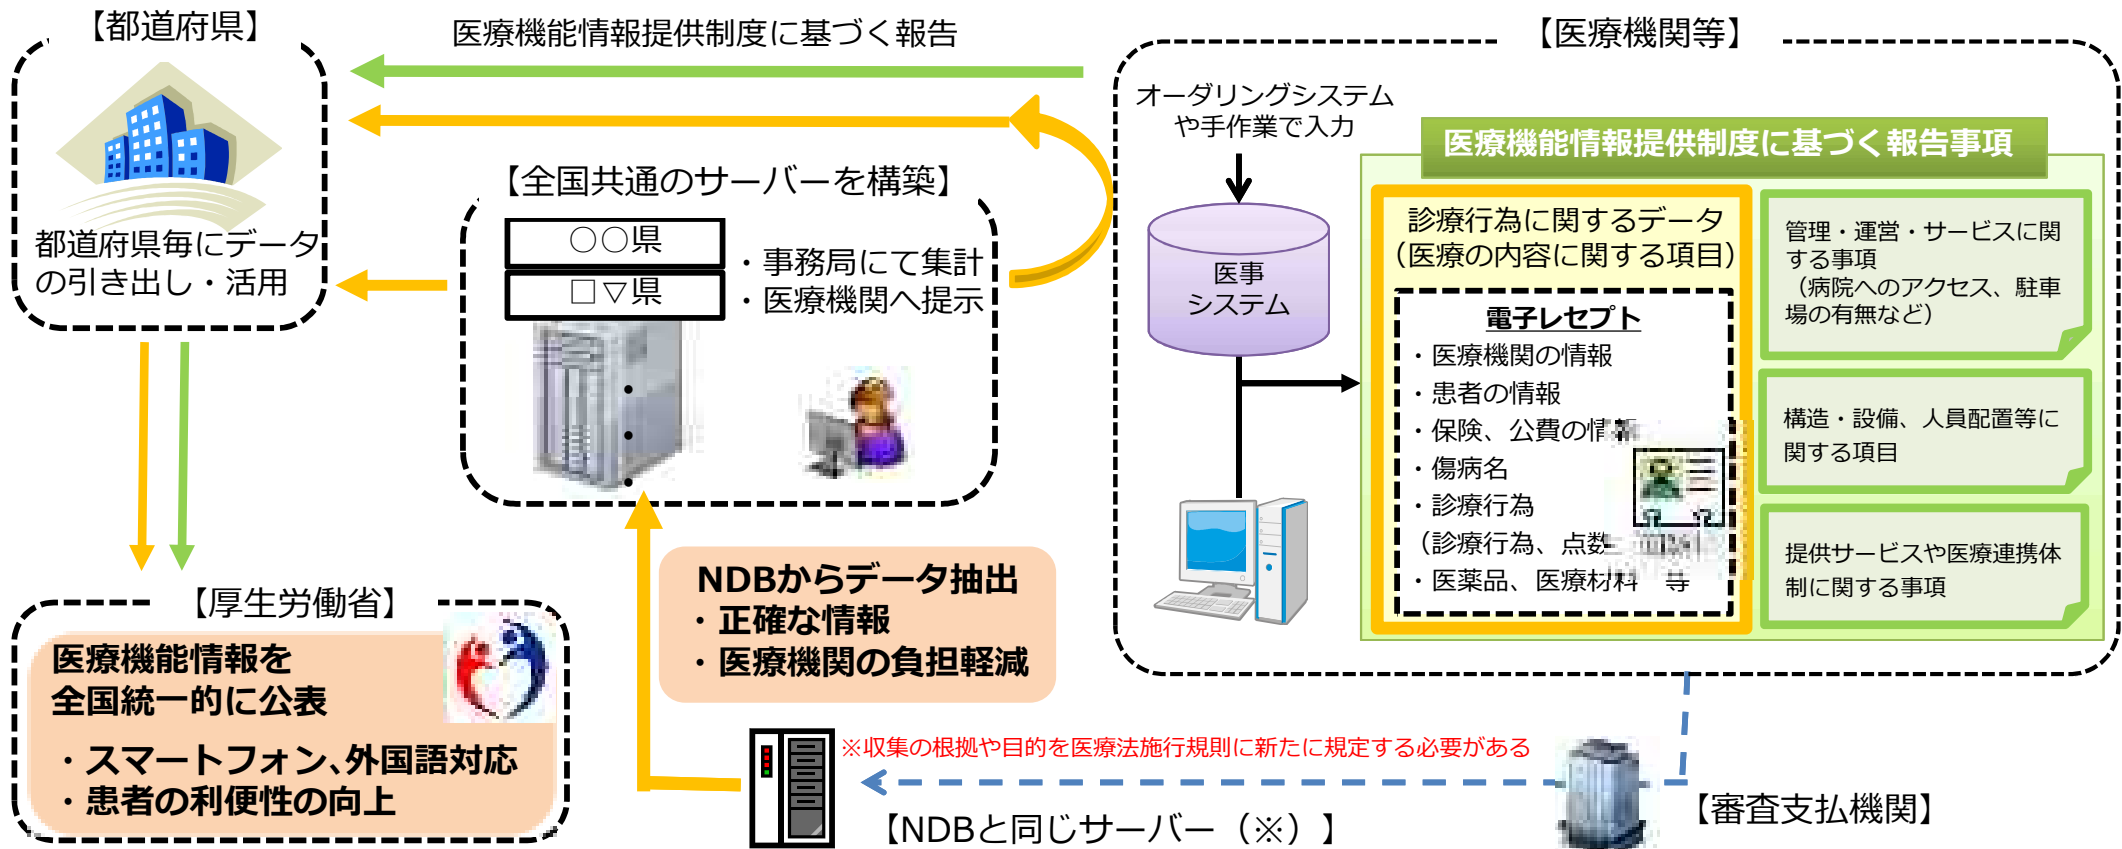 【都道府県】
都道府県毎にデータ
の引き出し・活用
医療機能情報提供制度に基づく報告
【全国共通のサーバーを構築】
○○県
□▽県
・事務局にて集計
・医療機関へ提示
【医療機関等】
オーダリングシステム
や手作業で入力
医事
システム
医療機能情報提供制度に基づく報告事項
診療行為に関するデータ
（医療の内容に関する項目）
電子レセプト
・医療機関の情報
・患者の情報
・保険、公費の情報
・傷病名
・診療行為
（診療行為、点数
・医薬品、医療材料　等
管理・運営・サービスに関
する事項
（病院へのアクセス、駐車
場の有無など）
構造・設備、人員配置等に
関する項目
提供サービスや医療連携体
制に関する事項
NDBからデータ抽出
・正確な情報
・医療機関の負担軽減
【厚生労働省】
医療機能情報を
全国統一的に公表
・スマートフォン、外国語対応
・患者の利便性の向上
※収集の根拠や目的を医療法施行規則に新たに規定する必要がある
【NDBと同じサーバー（※）】
【審査支払機関】